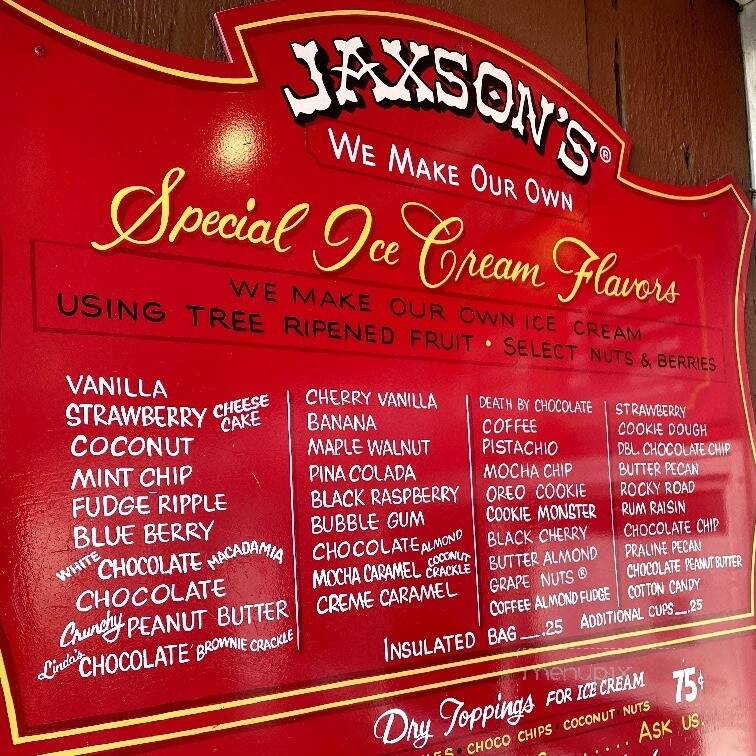 JAXSON'S®
WE MAKE OUR OWN
Special Ice Cream Flavors
WE MAKE OUR OWN ICE CREAM
USING TREE RIPENED FRUIT • SELECT NUTS & BERRIES
VANILLA
STRAWBERRY CHEESE CAKE
COCONUT
MINT CHIP
FUDGE RIPPLE
BLUE BERRY
WHITE CHOCOLATE MACADAMIA
CHOCOLATE
Crunchy PEANUT BUTTER
Linda's CHOCOLATE BROWNIE CRACKLE
CHERRY VANILLA
BANANA
MAPLE WALNUT
PINA COLADA
BLACK RASPBERRY
BUBBLE GUM
CHOCOLATE ALMOND
MOCHA CARAMEL COCONUT CRACKLE
CREME CARAMEL
DEATH BY CHOCOLATE
COFFEE
PISTACHIO
MOCHA CHIP
OREO COOKIE
COOKIE MONSTER
BLACK CHERRY
BUTTER ALMOND
GRAPE NUTS®
COFFEE ALMOND FUDGE
STRAWBERRY
COOKIE DOUGH
DBL. CHOCOLATE CHIP
BUTTER PECAN
ROCKY ROAD
RUM RAISIN
CHOCOLATE CHIP
PRALINE PECAN
CHOCOLATE PEANUT BUTTER
COTTON CANDY
INSULATED BAG__.25 ADDITIONAL CUPS__.25
menupix
Dry Toppings FOR ICE CREAM 75¢
CHOCO CHIPS COCONUT NUTS
ASK US.